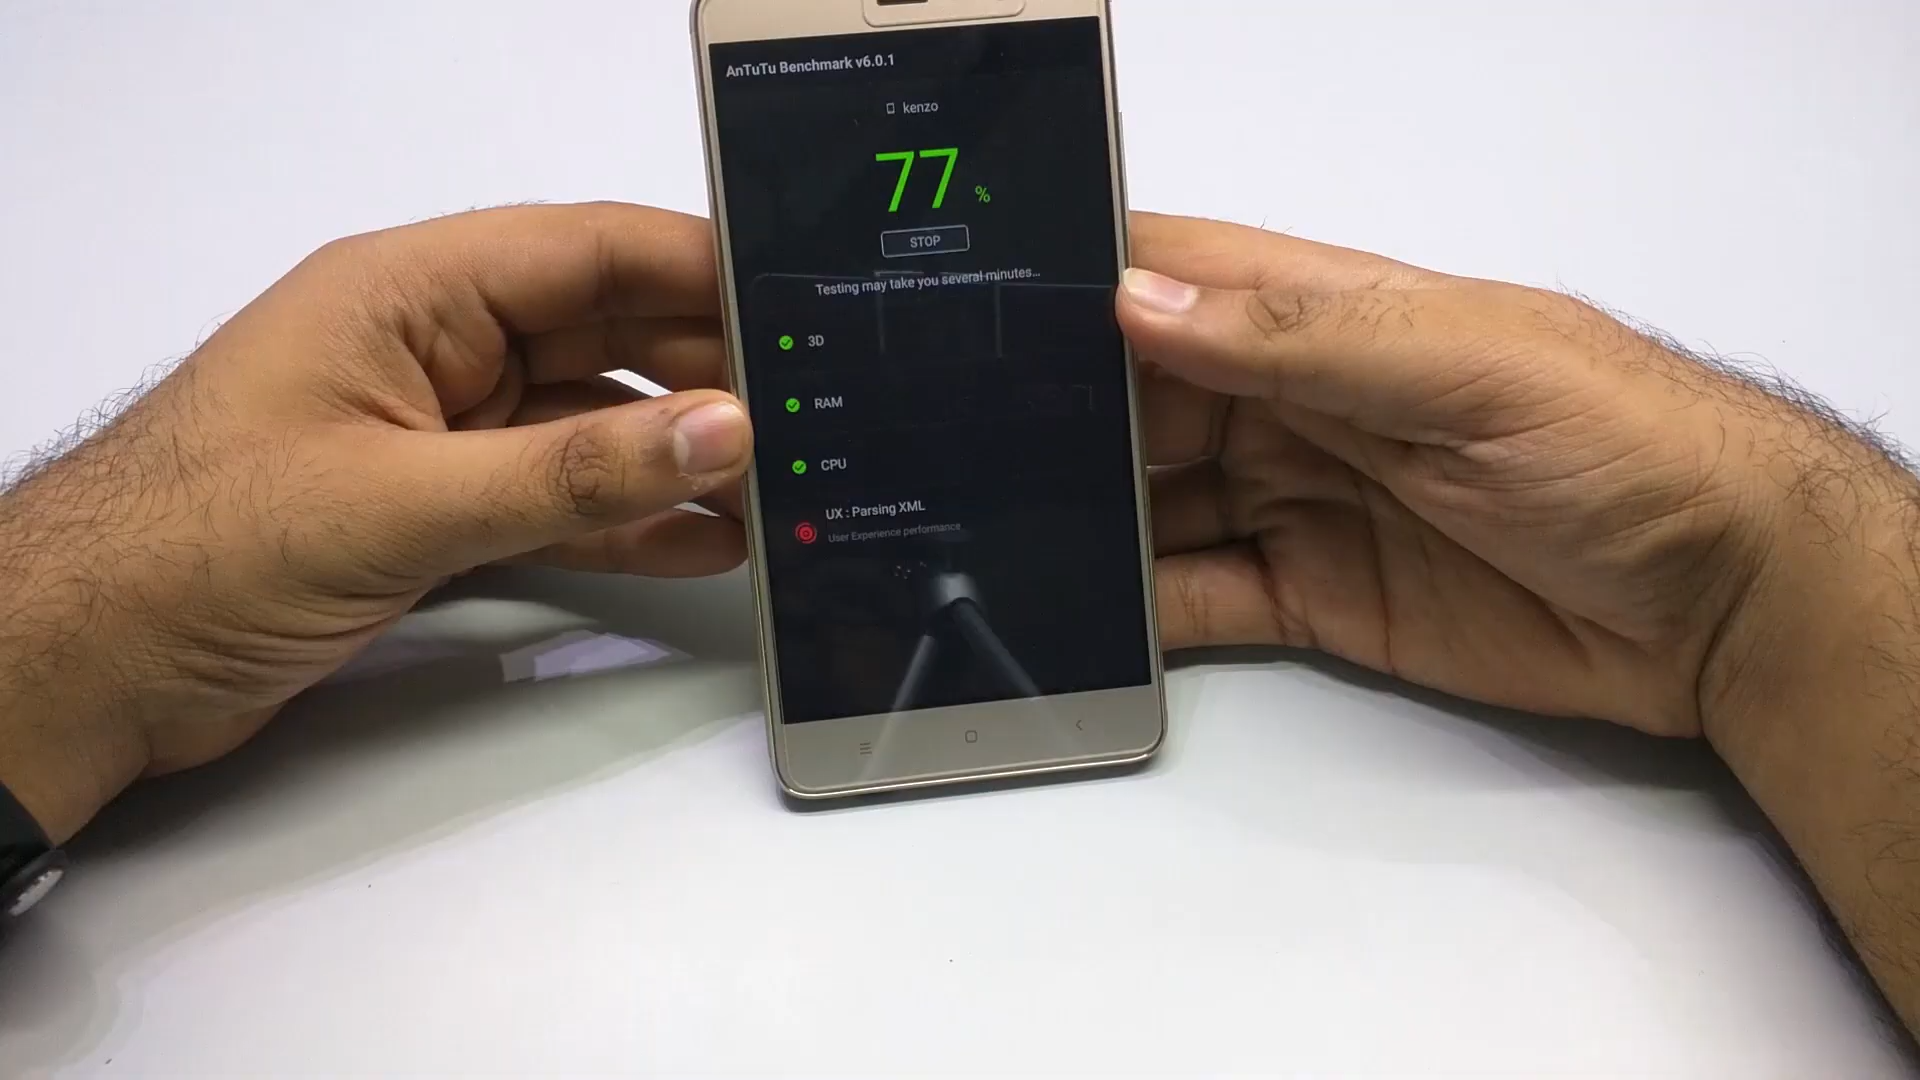 AnTuTu Benchmark v6.0.1
kenzo
77 %
STOP
Testing may take you several minutes...
3D
RAM
CPU
UX : Parsing XML
User Experience performance